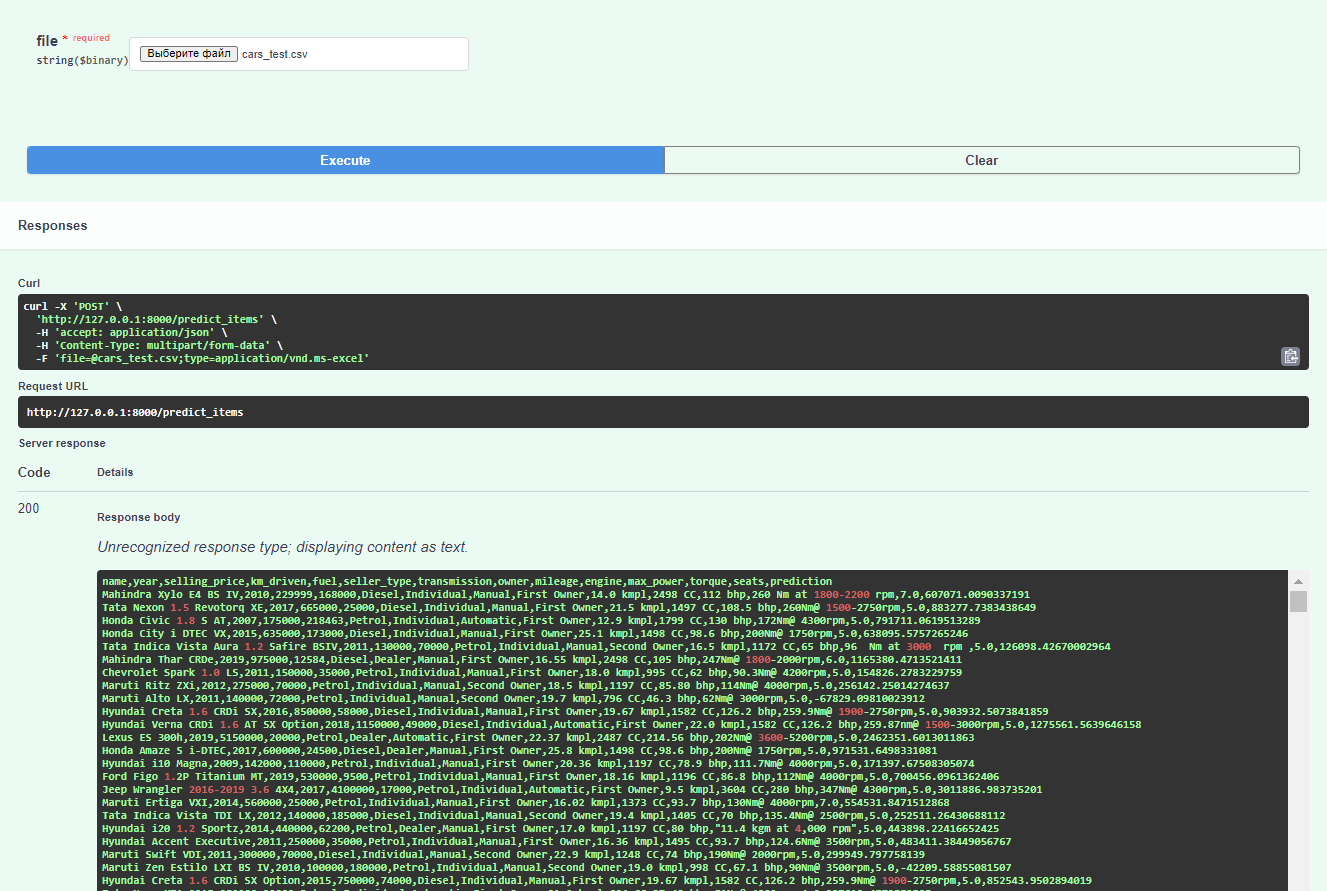 file * required
string($binary)
Выберите файл cars_test.csv
Execute
Clear
Responses
Curl
curl -X 'POST' \
  'http://127.0.0.1:8000/predict_items' \
  -H 'accept: application/json' \
  -H 'Content-Type: multipart/form-data' \
  -F 'file=@cars_test.csv;type=application/vnd.ms-excel'
Request URL
http://127.0.0.1:8000/predict_items
Server response
Code Details
200
Response body
Unrecognized response type; displaying content as text.
name,year,selling_price,km_driven,fuel,seller_type,transmission,owner,mileage,engine,max_power,torque,seats,prediction
Mahindra Xylo E4 BS IV,2010,229999,168000,Diesel,Individual,Manual,First Owner,14.0 kmpl,2498 CC,112 bhp,260 Nm at 1800-2200 rpm,7.0,607071.0090337191
Tata Nexon 1.5 Revotorq XE,2017,665000,25000,Diesel,Individual,Manual,First Owner,21.5 kmpl,1497 CC,108.5 bhp,260Nm@ 1500-2750rpm,5.0,883277.7383438649
Honda Civic 1.8 S AT,2007,175000,218463,Petrol,Individual,Automatic,First Owner,12.9 kmpl,1799 CC,130 bhp,172Nm@ 4300rpm,5.0,791711.0619513289
Honda City i DTEC VX,2015,635000,173000,Diesel,Individual,Manual,First Owner,25.1 kmpl,1498 CC,98.6 bhp,200Nm@ 1750rpm,5.0,638095.5757265246
Tata Indica Vista Aura 1.2 Safire BSIV,2011,130000,70000,Petrol,Individual,Manual,Second Owner,16.5 kmpl,1172 CC,65 bhp,96  Nm at 3000  rpm ,5.0,126098.42670002964
Mahindra Thar CRDe,2019,975000,12584,Diesel,Dealer,Manual,First Owner,16.55 kmpl,2498 CC,105 bhp,247Nm@ 1800-2000rpm,6.0,1165380.4713521411
Chevrolet Spark 1.0 LS,2011,150000,35000,Petrol,Individual,Manual,First Owner,18.0 kmpl,995 CC,62 bhp,90.3Nm@ 4200rpm,5.0,154826.2783229759
Maruti Ritz ZXi,2012,275000,70000,Petrol,Individual,Manual,Second Owner,18.5 kmpl,1197 CC,85.80 bhp,114Nm@ 4000rpm,5.0,256142.25014274637
Maruti Alto LX,2011,140000,72000,Petrol,Individual,Manual,Second Owner,19.7 kmpl,796 CC,46.3 bhp,62Nm@ 3000rpm,5.0,-67829.09810023912
Hyundai Creta 1.6 CRDi SX,2016,850000,58000,Diesel,Individual,Manual,First Owner,19.67 kmpl,1582 CC,126.2 bhp,259.9Nm@ 1900-2750rpm,5.0,903932.5073841859
Hyundai Verna CRDi 1.6 AT SX Option,2018,1150000,49000,Diesel,Individual,Automatic,First Owner,22.0 kmpl,1582 CC,126.2 bhp,259.87nm@ 1500-3000rpm,5.0,1275561.5639646158
Lexus ES 300h,2019,5150000,20000,Petrol,Dealer,Automatic,First Owner,22.37 kmpl,2487 CC,214.56 bhp,202Nm@ 3600-5200rpm,5.0,2462351.6013011863
Honda Amaze S i-DTEC,2017,600000,24500,Diesel,Dealer,Manual,First Owner,25.8 kmpl,1498 CC,98.6 bhp,200Nm@ 1750rpm,5.0,971531.6498331081
Hyundai i10 Magna,2009,142000,110000,Petrol,Individual,Manual,First Owner,20.36 kmpl,1197 CC,78.9 bhp,111.7Nm@ 4000rpm,5.0,171397.67508305074
Ford Figo 1.2P Titanium MT,2019,530000,9500,Petrol,Individual,Manual,First Owner,18.16 kmpl,1196 CC,86.8 bhp,112Nm@ 4000rpm,5.0,700456.0961362406
Jeep Wrangler 2016-2019 3.6 4X4,2017,4100000,17000,Petrol,Individual,Automatic,First Owner,9.5 kmpl,3604 CC,280 bhp,347Nm@ 4300rpm,5.0,3011886.983735201
Maruti Ertiga VXI,2014,560000,25000,Petrol,Individual,Manual,First Owner,16.02 kmpl,1373 CC,93.7 bhp,130Nm@ 4000rpm,7.0,554531.8471512868
Tata Indica Vista TDI LX,2012,140000,185000,Diesel,Individual,Manual,Second Owner,19.4 kmpl,1405 CC,70 bhp,135.4Nm@ 2500rpm,5.0,252511.26430688112
Hyundai i20 1.2 Sportz,2014,440000,62200,Petrol,Dealer,Manual,First Owner,17.0 kmpl,1197 CC,80 bhp,"11.4 kgm at 4,000 rpm",5.0,443898.22416652425
Hyundai Accent Executive,2011,250000,35000,Petrol,Individual,Manual,First Owner,16.36 kmpl,1495 CC,93.7 bhp,124.6Nm@ 3500rpm,5.0,483411.38449056767
Maruti Swift VDI,2011,300000,70000,Diesel,Individual,Manual,Second Owner,22.9 kmpl,1248 CC,74 bhp,190Nm@ 2000rpm,5.0,299949.797758139
Maruti Zen Estilo LXI BS IV,2010,100000,180000,Petrol,Individual,Manual,Second Owner,19.0 kmpl,998 CC,67.1 bhp,90Nm@ 3500rpm,5.0,-42209.58855081507
Hyundai Creta 1.6 CRDi SX Option,2015,750000,74000,Diesel,Individual,Manual,First Owner,19.67 kmpl,1582 CC,126.2 bhp,259.9Nm@ 1900-2750rpm,5.0,852543.9502894019